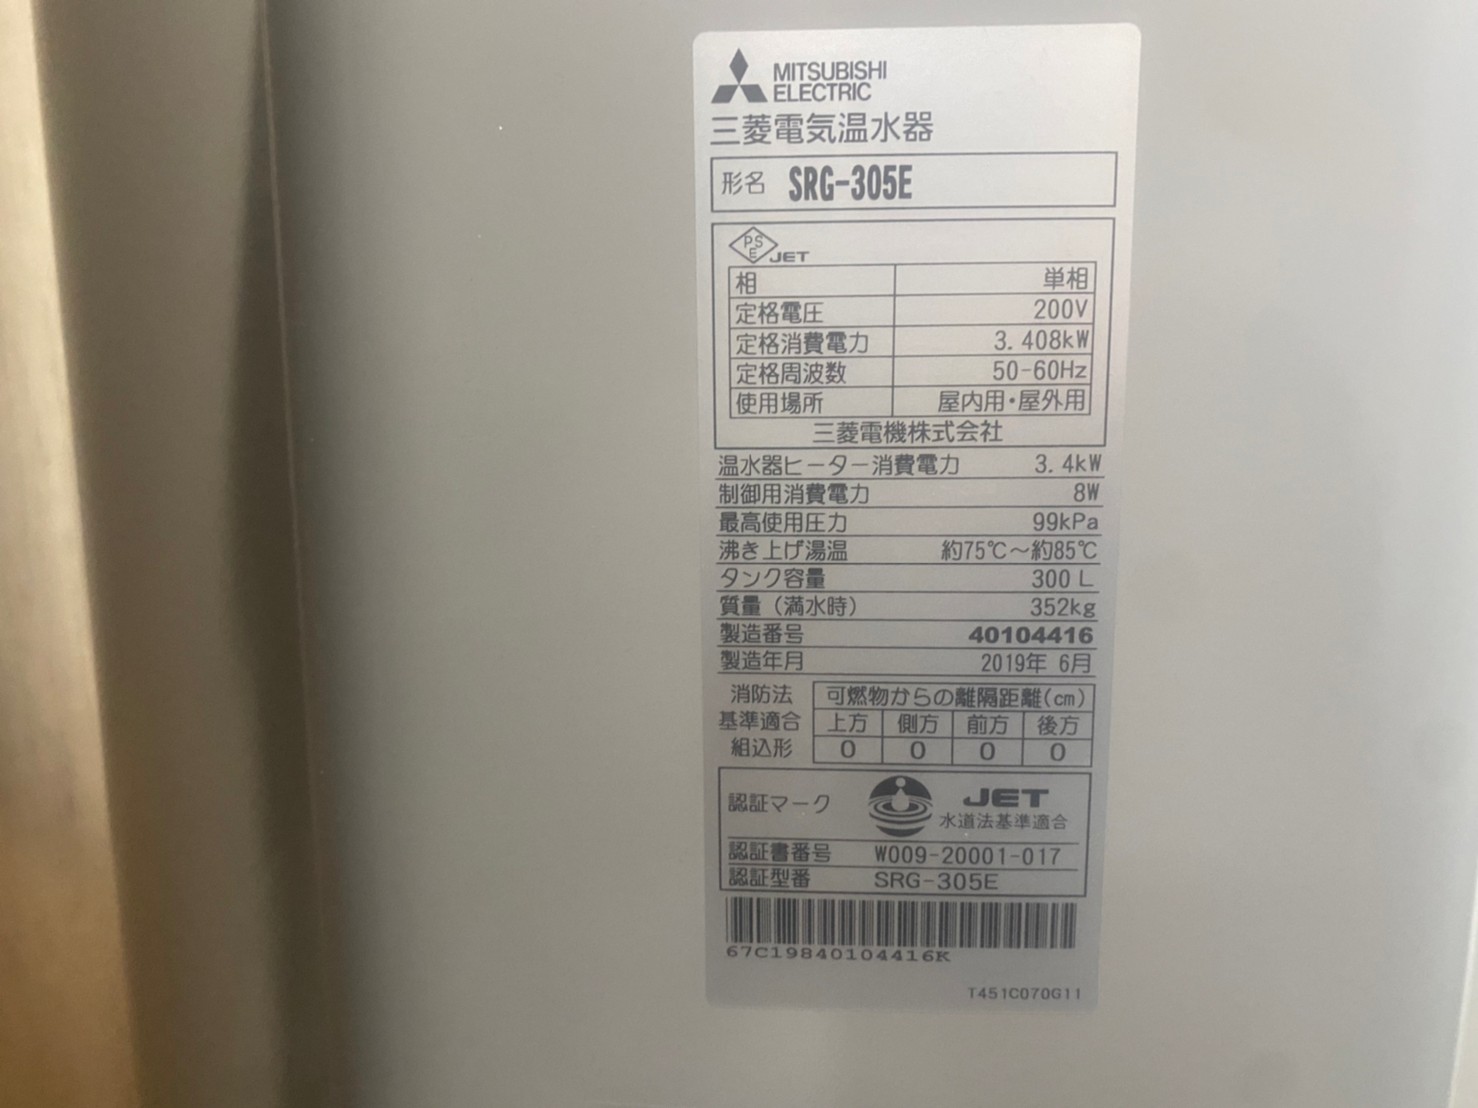 MITSUBISHI
ELECTRIC
三菱電気温水器
形名 SRG-305E
PSE JET
相 単相
定格電圧 200V
定格消費電力 3.408kW
定格周波数 50-60Hz
使用場所 屋内用・屋外用
三菱電機株式会社
温水器ヒーター消費電力 3.4kW
制御用消費電力 8W
最高使用圧力 99kPa
沸き上げ湯温 約75℃～約85℃
タンク容量 300L
質量（満水時） 352kg
製造番号 40104416
製造年月 2019年 6月
消防法 可燃物からの離隔距離(cm)
基準適合 上方 側方 前方 後方
組込形 0 0 0 0
認証マーク JET
水道法基準適合
認証書番号 W009-20001-017
認証型番 SRG-305E
67C19840104416K
T451C070G11